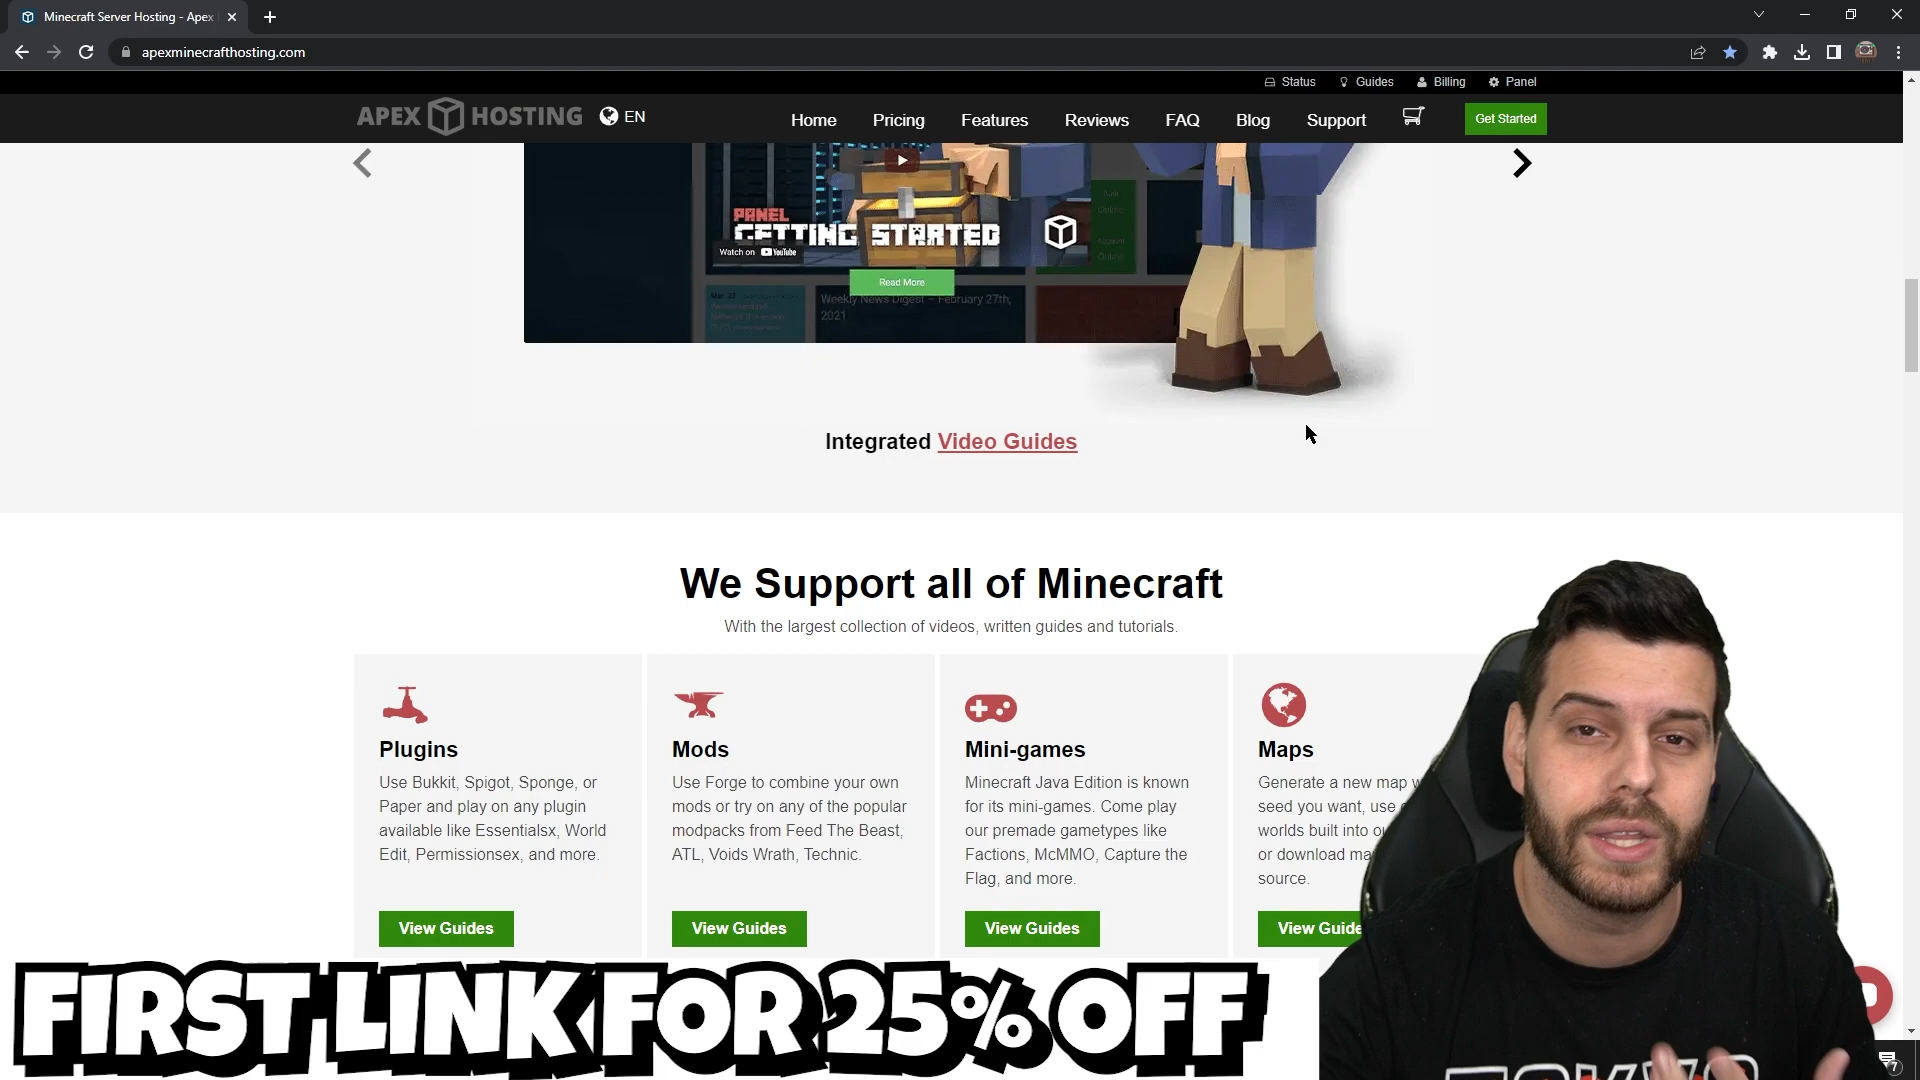 Minecraft Server Hosting - Apex
apexminecrafthosting.com
Status Guides Billing Panel
APEX HOSTING EN
Home Pricing Features Reviews FAQ Blog Support Get Started
PANEL
GETTING STARTED
Watch on YouTube
Read More
Weekly News Digest – February 27th,
2021
Integrated Video Guides
We Support all of Minecraft
With the largest collection of videos, written guides and tutorials.
Plugins
Use Bukkit, Spigot, Sponge, or
Paper and play on any plugin
available like Essentialsx, World
Edit, Permissionsex, and more.
View Guides
Mods
Use Forge to combine your own
mods or try on any of the popular
modpacks from Feed The Beast,
ATL, Voids Wrath, Technic.
View Guides
Mini-games
Minecraft Java Edition is known
for its mini-games. Come play
our premade gametypes like
Factions, McMMO, Capture the
Flag, and more.
View Guides
Maps
Generate a new map
seed you want, use
worlds built into
or download
source.
View Guide
FIRST LINK FOR 25% OFF
TOKYO
7